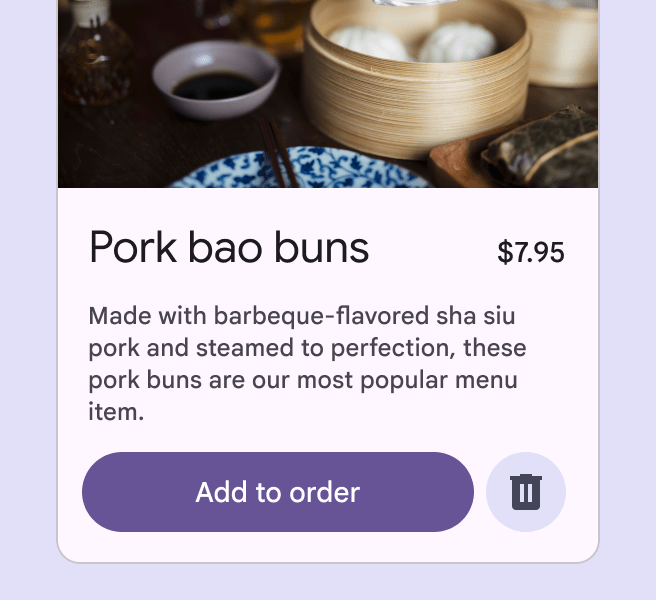 Pork bao buns
$7.95
Made with barbeque-flavored sha siu
pork and steamed to perfection, these
pork buns are our most popular menu
item.
Add to order